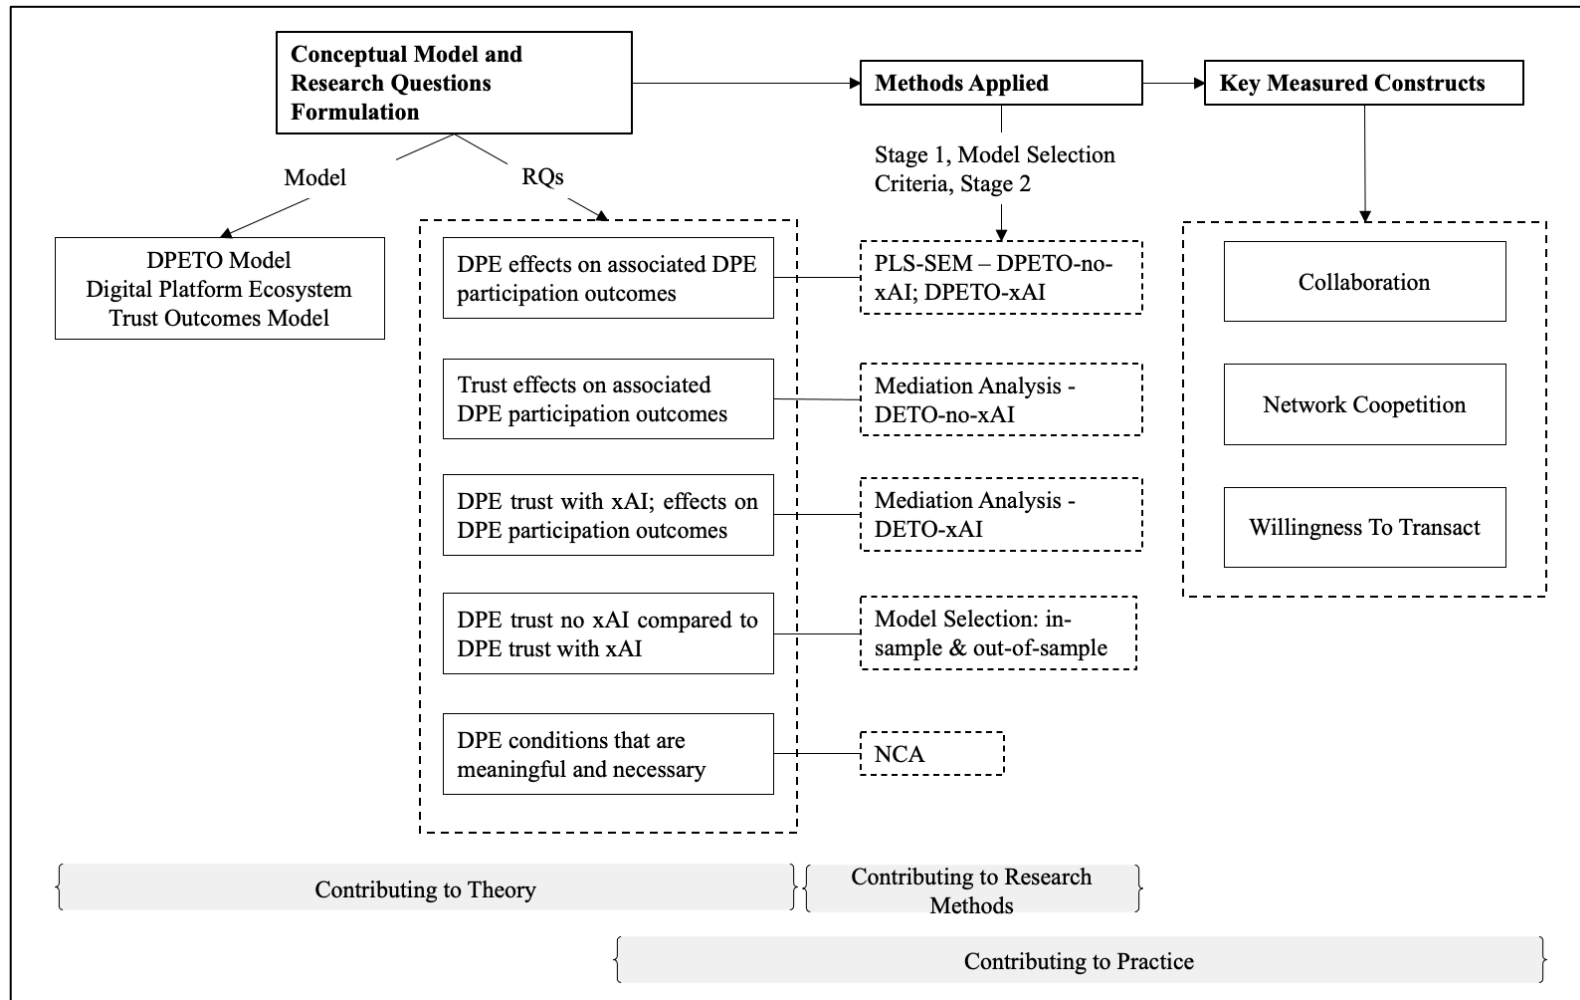 Conceptual Model and
Research Questions
Formulation
Methods Applied
Key Measured Constructs
Model
RQs
Stage 1, Model Selection
Criteria, Stage 2
DPETO Model
Digital Platform Ecosystem
Trust Outcomes Model
DPE effects on associated DPE
participation outcomes
PLS-SEM – DPETO-no-
xAI; DPETO-xAI
Collaboration
Trust effects on associated
DPE participation outcomes
Mediation Analysis -
DETO-no-xAI
Network Coopetition
DPE trust with xAI; effects on
DPE participation outcomes
Mediation Analysis -
DETO-xAI
Willingness To Transact
DPE trust no xAI compared to
DPE trust with xAI
Model Selection: in-
sample & out-of-sample
DPE conditions that are
meaningful and necessary
NCA
Contributing to Theory
Contributing to Research
Methods
Contributing to Practice